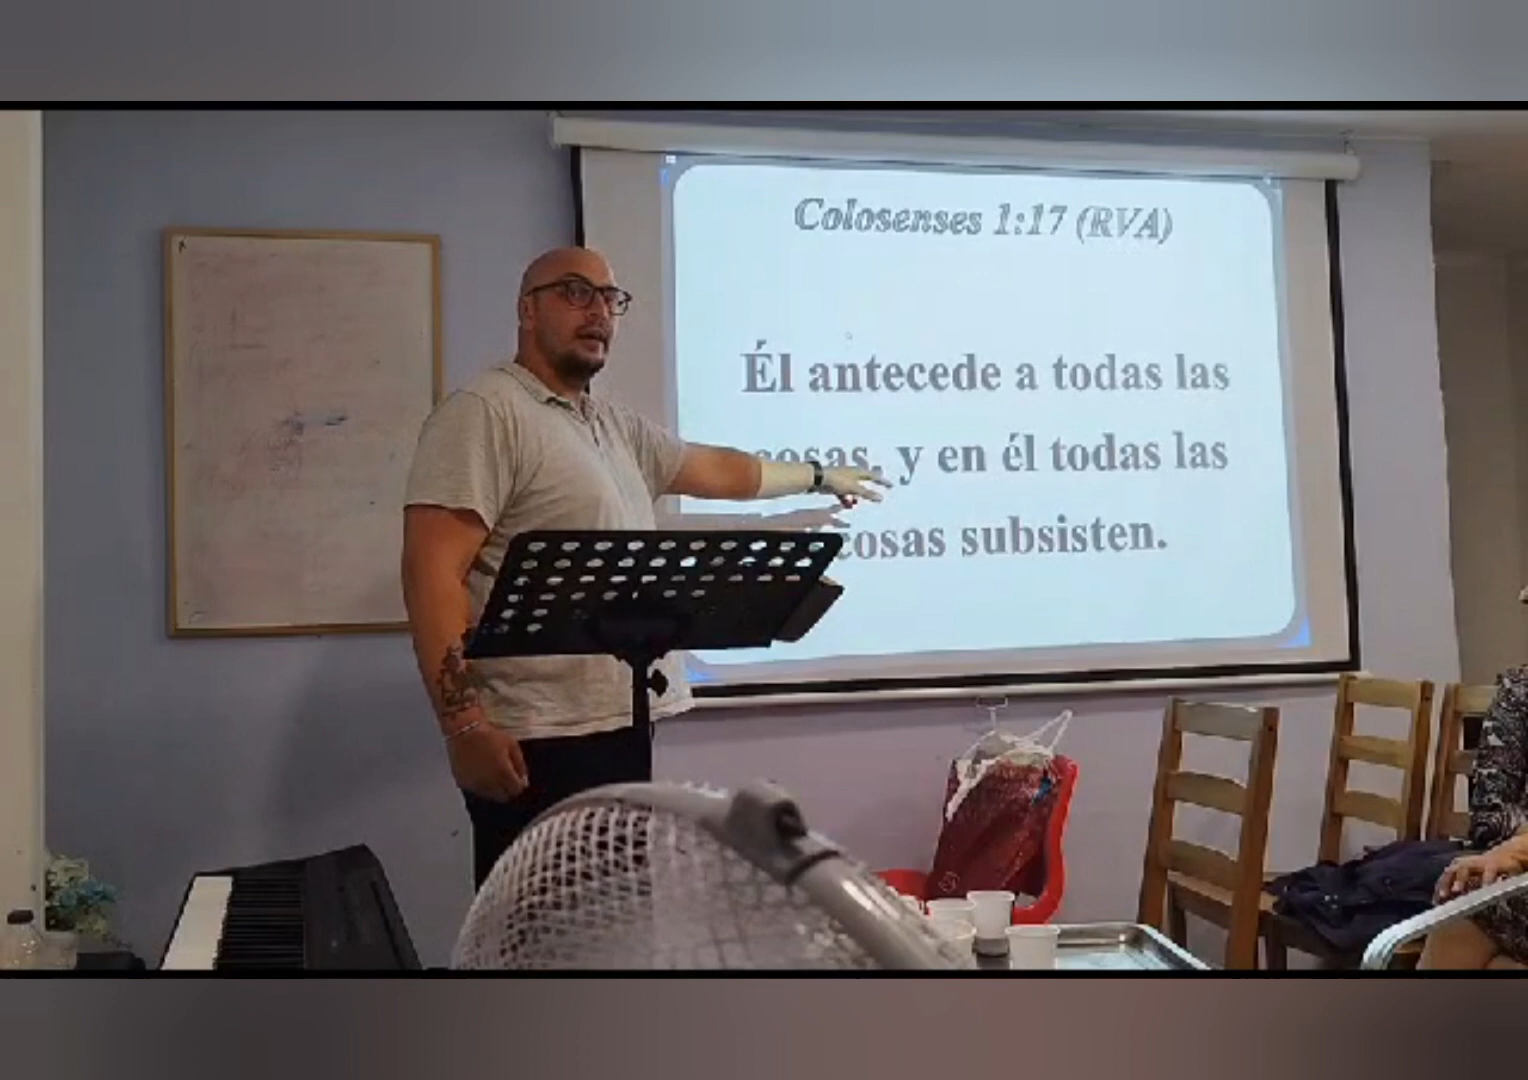 Colosenses 1:17 (RVA)
Él antecede a todas las
cosas, y en él todas las
cosas subsisten.